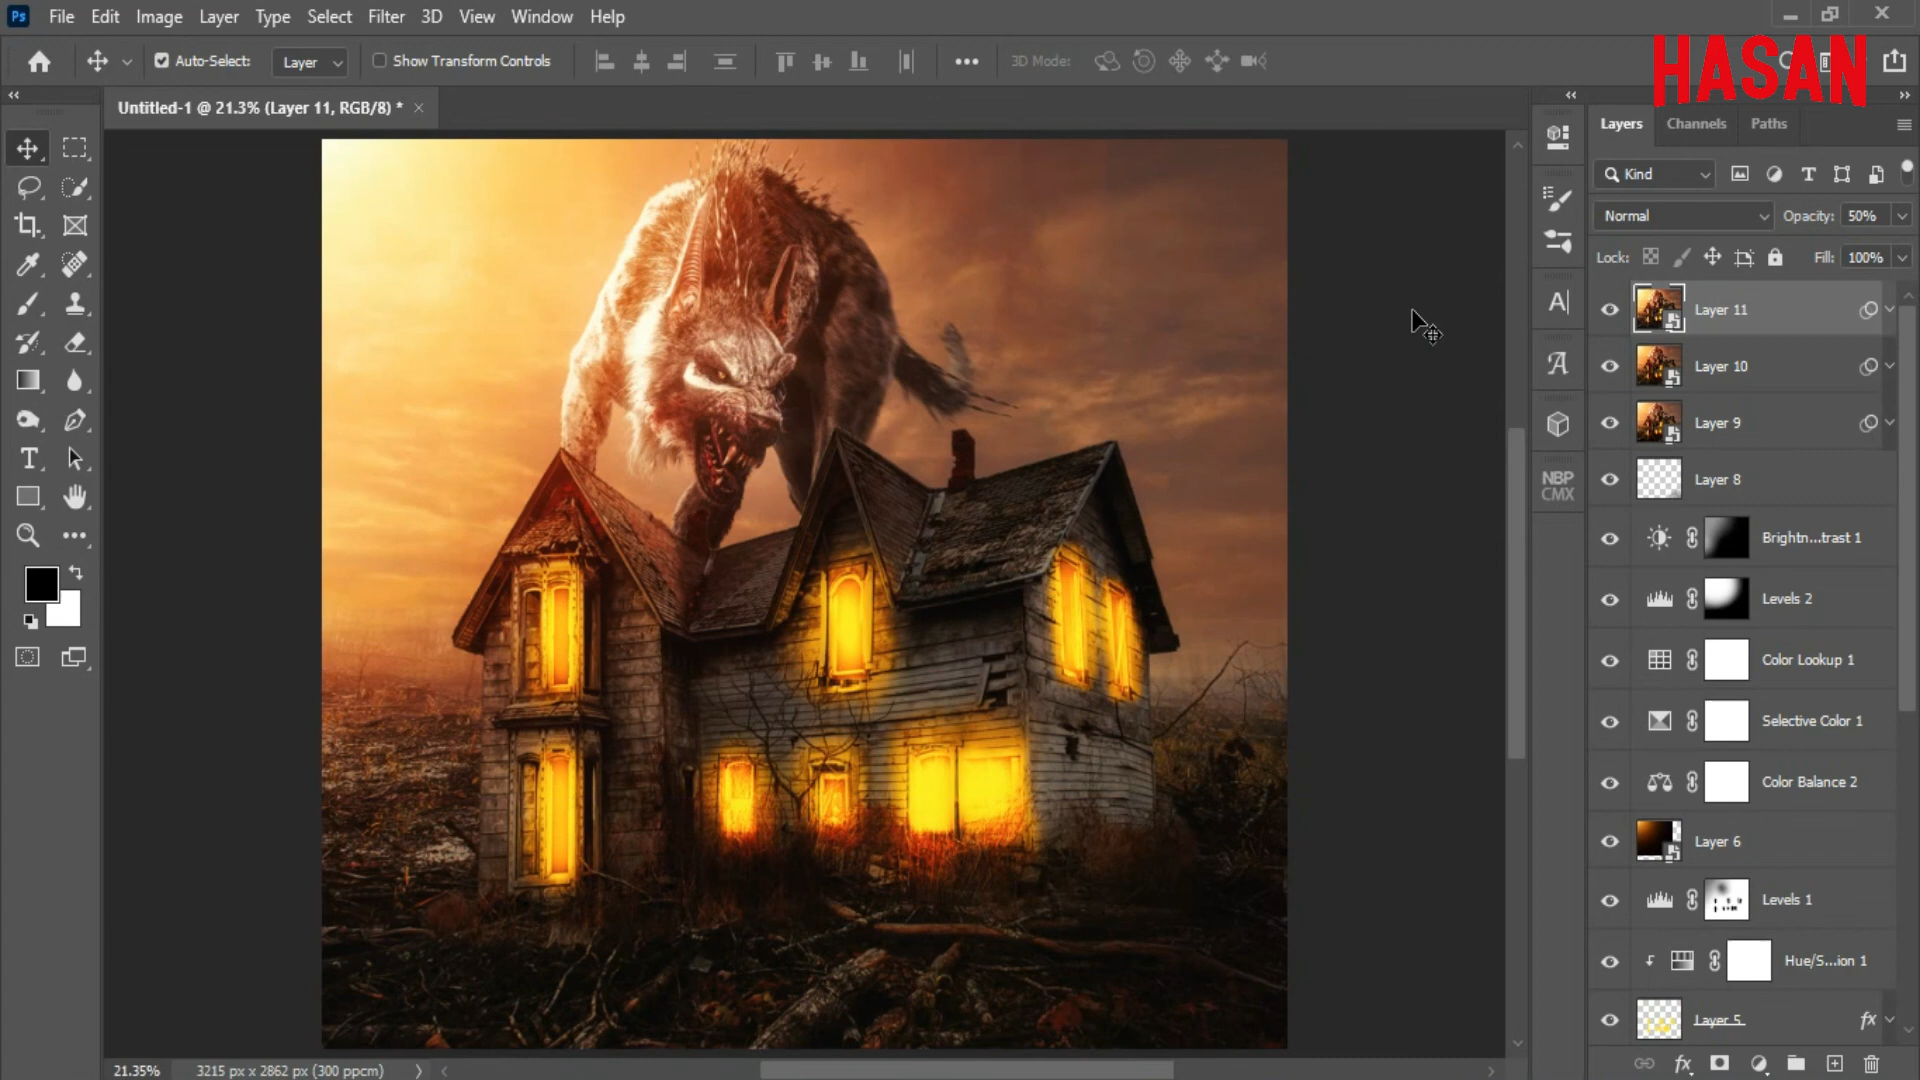 Ps File Edit Image Layer Type Select Filter 3D View Window Help
Auto-Select: Layer Show Transform Controls 3D Mode:
HASAN
Untitled-1 @ 21.3% (Layer 11, RGB/8) *
Layers Channels Paths
Kind
Normal Opacity: 50%
Lock: Fill: 100%
Layer 11
Layer 10
Layer 9
Layer 8
Brightn...trast 1
Levels 2
Color Lookup 1
Selective Color 1
Color Balance 2
Layer 6
Levels 1
Hue/S...ion 1
Layer 5 fx
NBP
CMX
21.35% 3215 px x 2862 px (300 ppcm)
fx